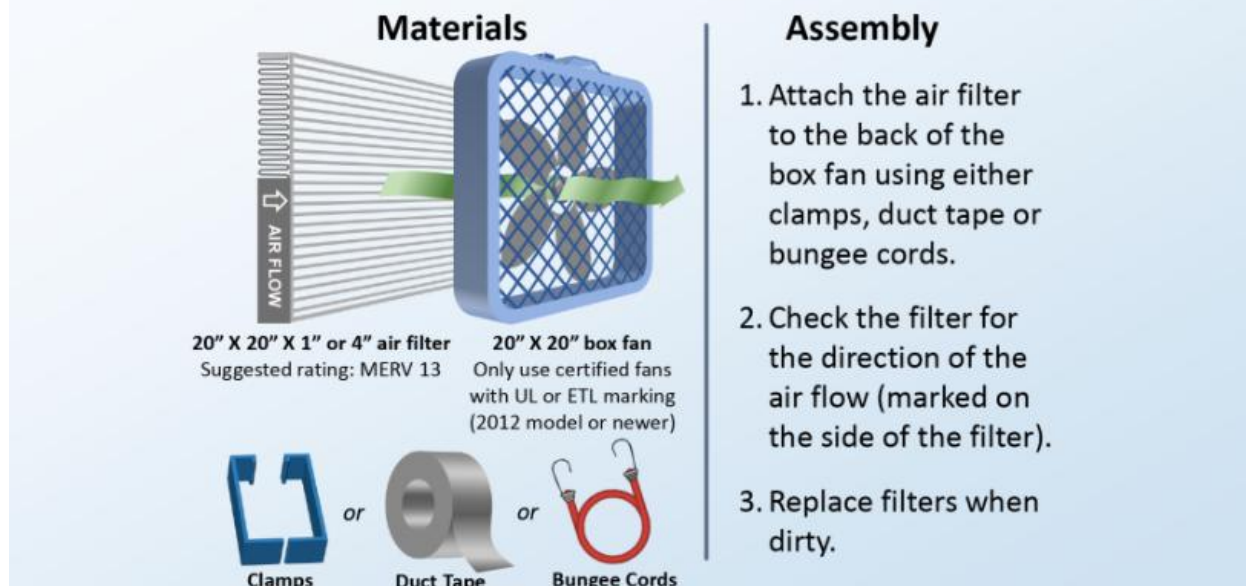 Materials
AIR FLOW
20" X 20" X 1" or 4" air filter
Suggested rating: MERV 13
20" X 20" box fan
Only use certified fans
with UL or ETL marking
(2012 model or newer)
or
or
Clamps
Duct Tape
Bungee Cords
Assembly
1. Attach the air filter
to the back of the
box fan using either
clamps, duct tape or
bungee cords.
2. Check the filter for
the direction of the
air flow (marked on
the side of the filter).
3. Replace filters when
dirty.